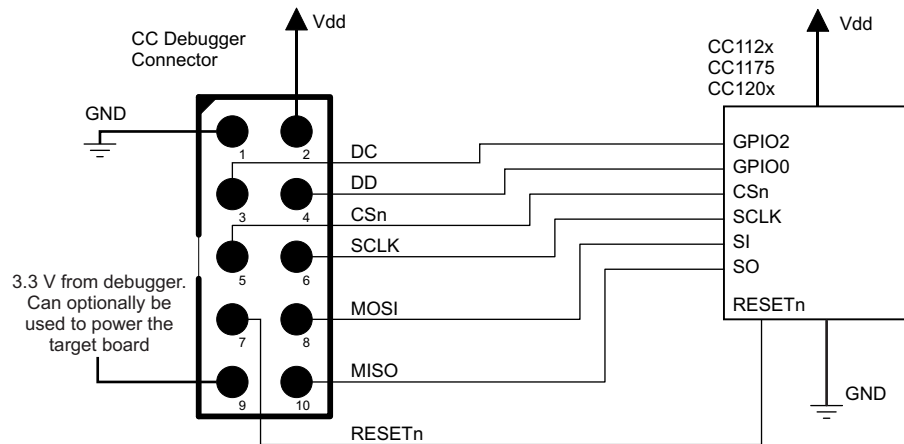 CC Debugger
Connector
Vdd
GND
1
2
3
4
5
6
7
8
9
10
3.3 V from debugger.
Can optionally be
used to power the
target board
DC
DD
CSn
SCLK
MOSI
MISO
RESETn
CC112x
CC1175
CC120x
Vdd
GPIO2
GPIO0
CSn
SCLK
SI
SO
RESETn
GND